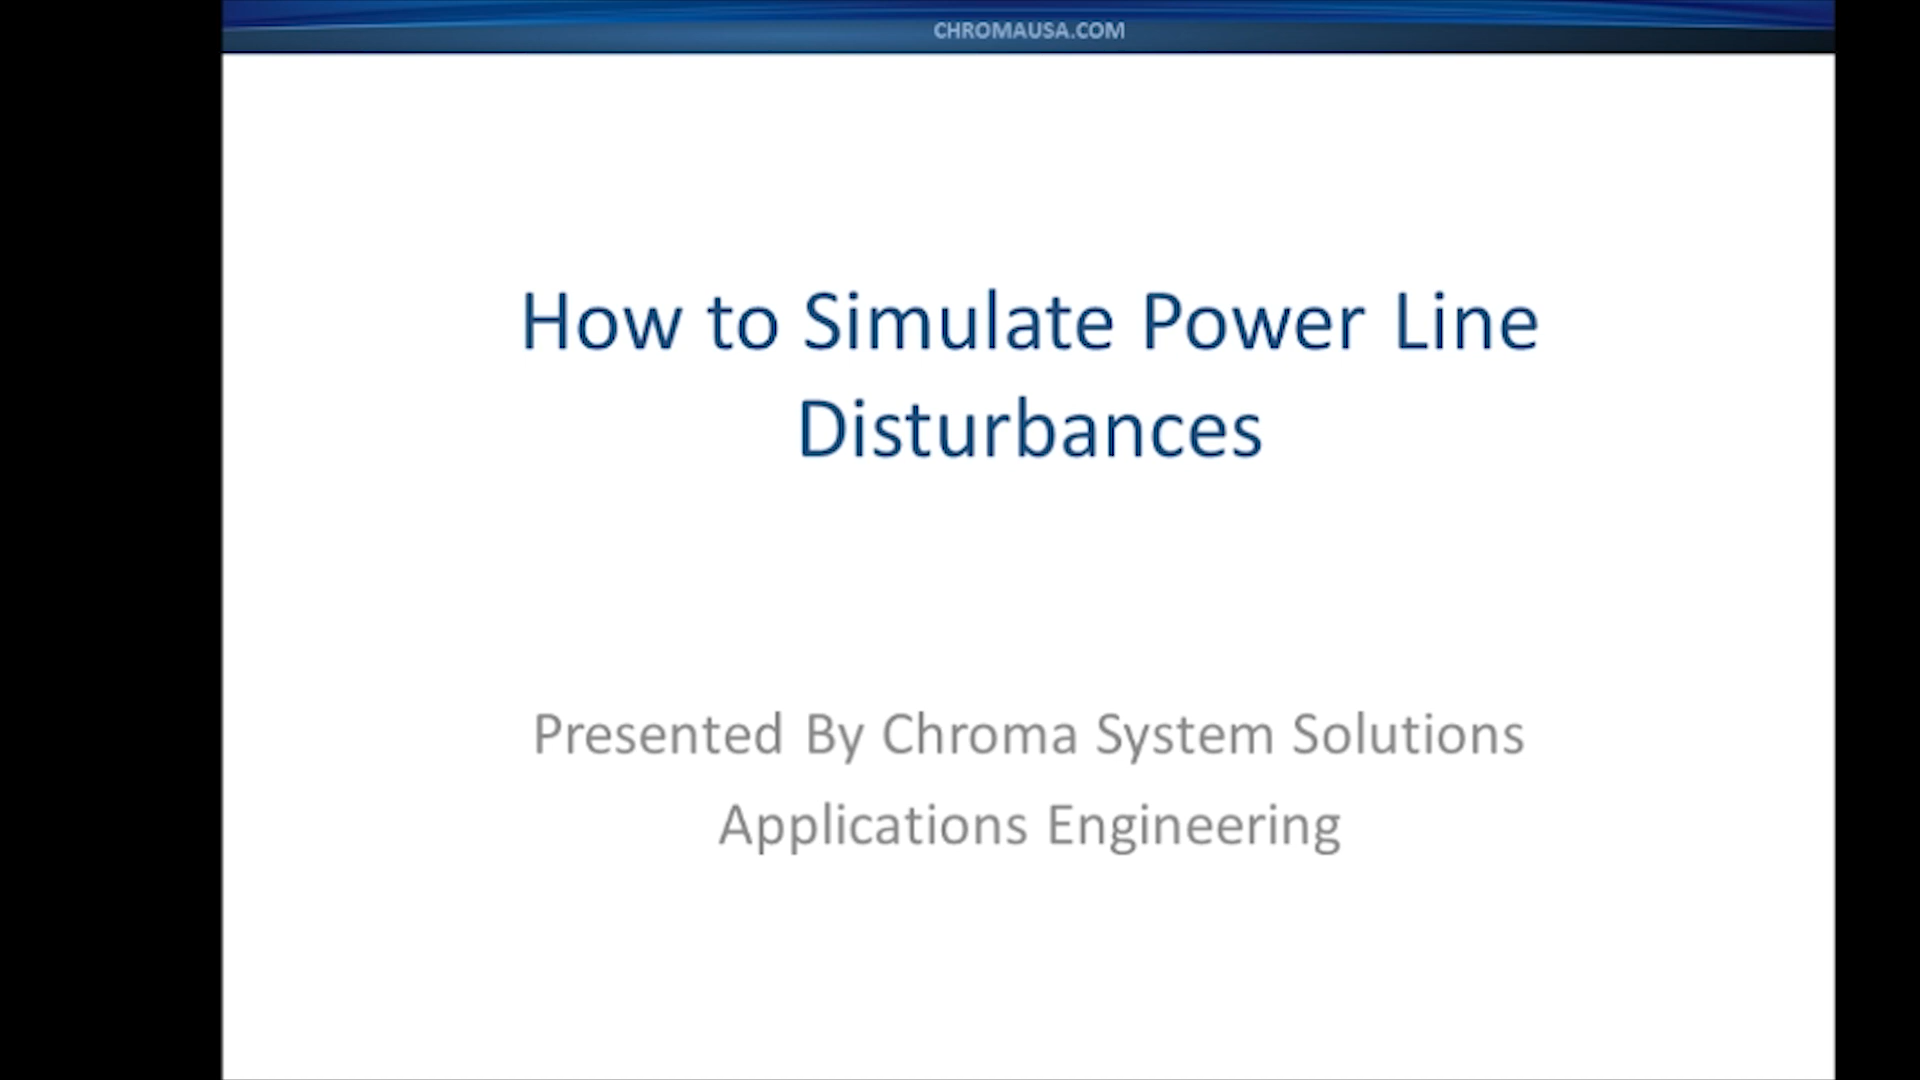 CHROMAUSA.COM
How to Simulate Power Line
Disturbances
Presented By Chroma System Solutions
Applications Engineering